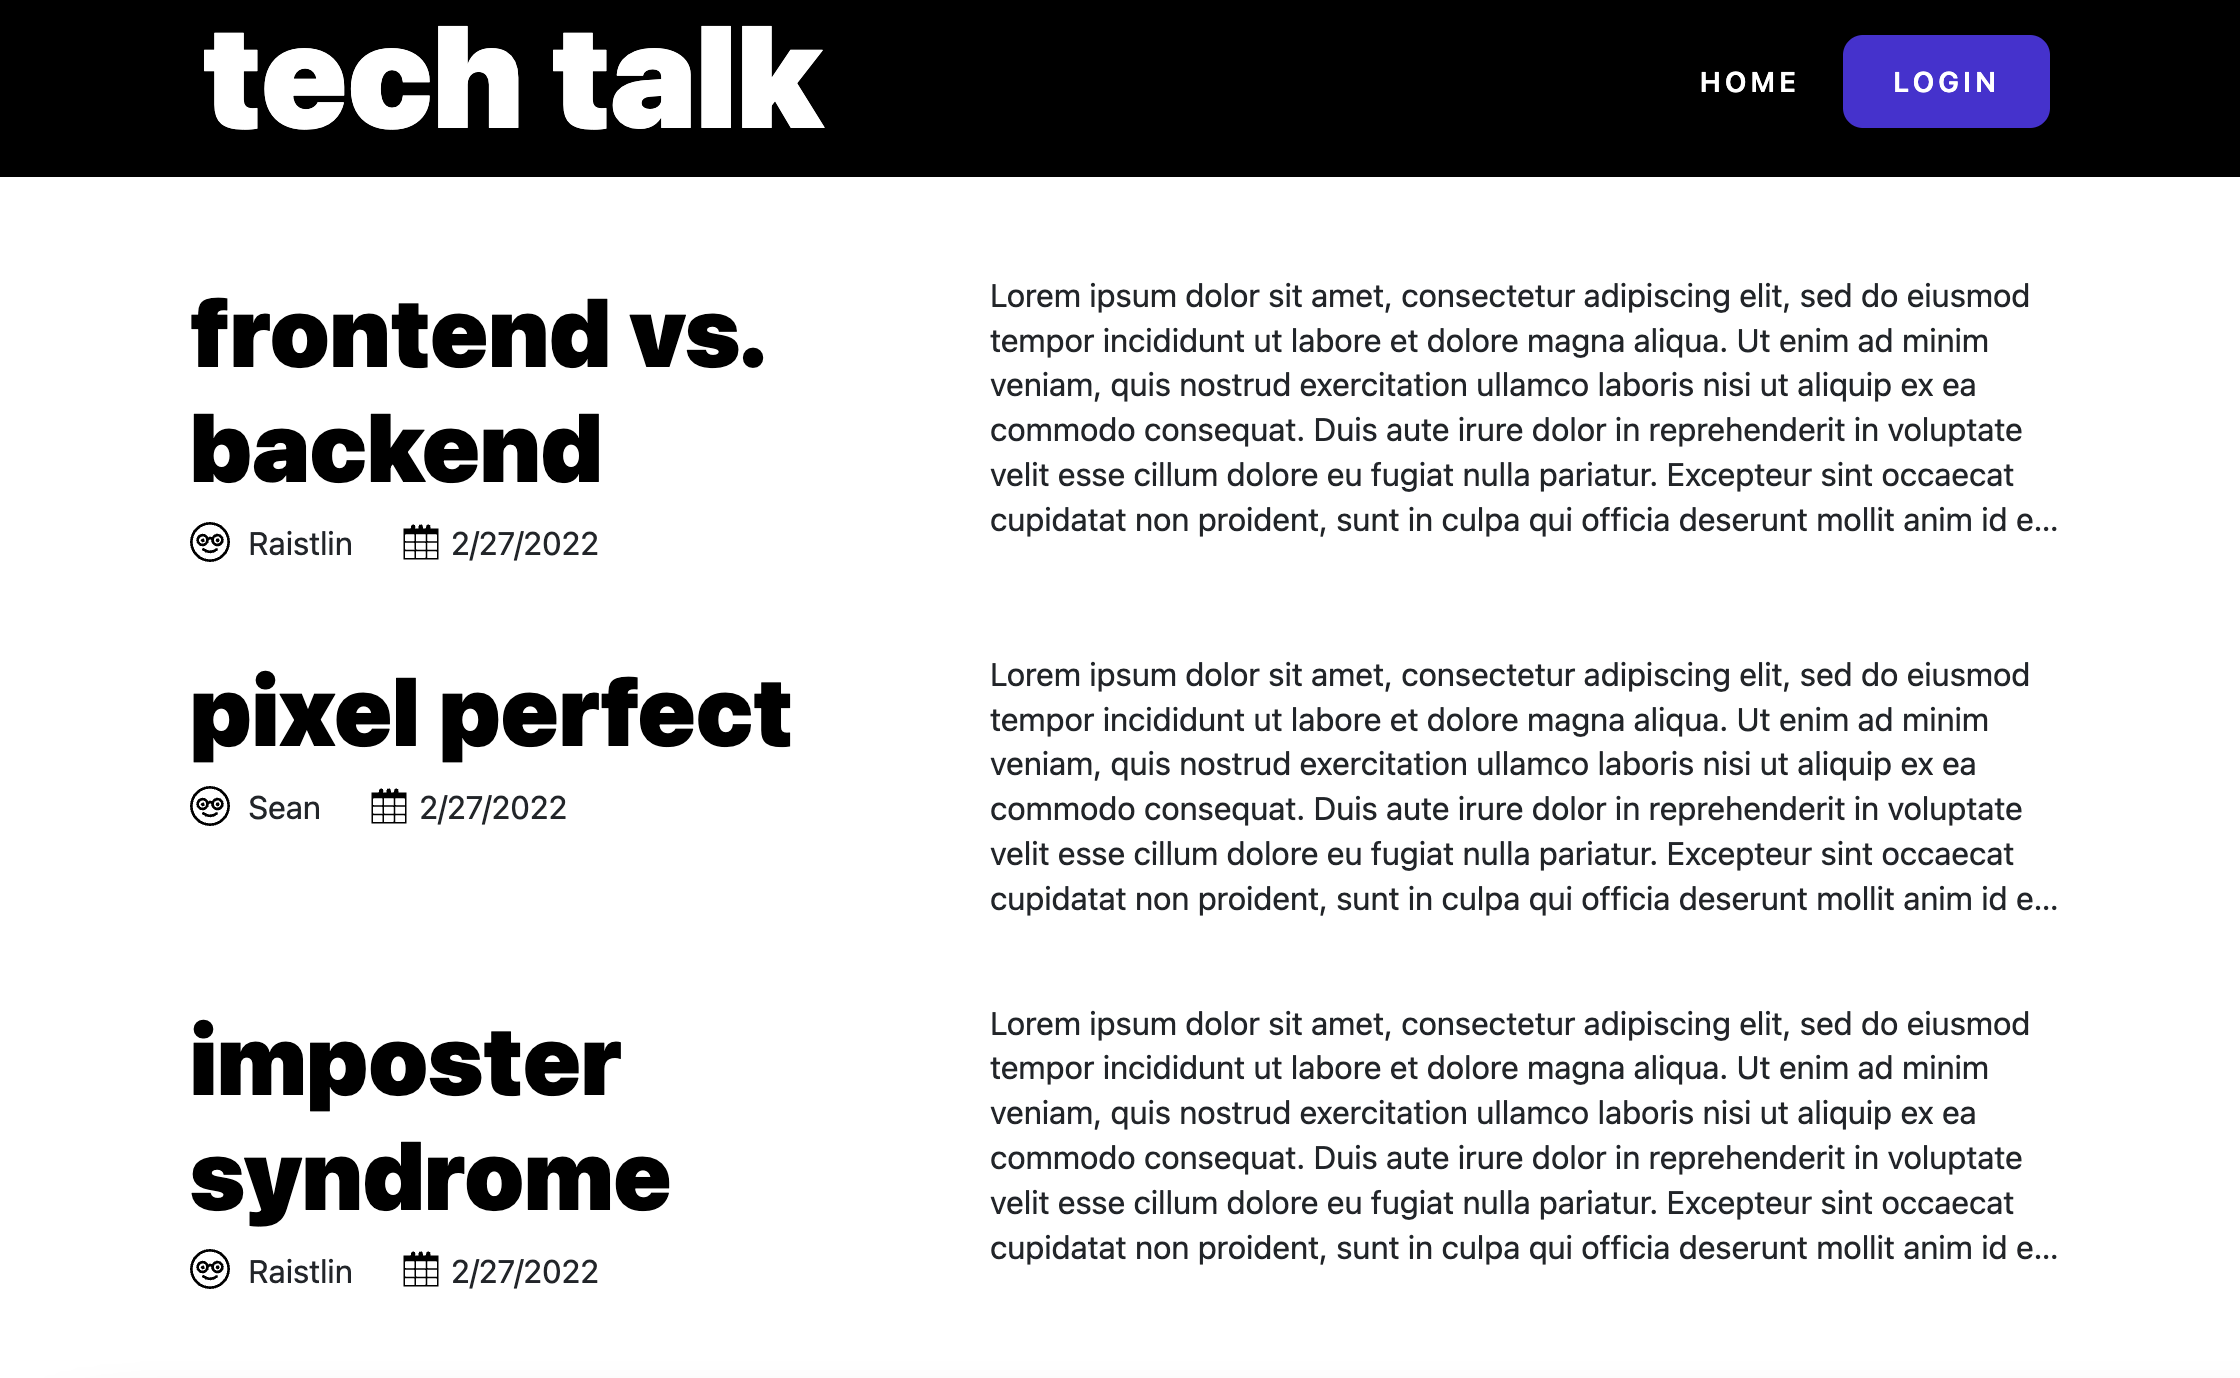 tech talk
HOME
LOGIN
frontend vs.
backend
Raistlin 2/27/2022
Lorem ipsum dolor sit amet, consectetur adipiscing elit, sed do eiusmod
tempor incididunt ut labore et dolore magna aliqua. Ut enim ad minim
veniam, quis nostrud exercitation ullamco laboris nisi ut aliquip ex ea
commodo consequat. Duis aute irure dolor in reprehenderit in voluptate
velit esse cillum dolore eu fugiat nulla pariatur. Excepteur sint occaecat
cupidatat non proident, sunt in culpa qui officia deserunt mollit anim id e...
pixel perfect
Sean 2/27/2022
Lorem ipsum dolor sit amet, consectetur adipiscing elit, sed do eiusmod
tempor incididunt ut labore et dolore magna aliqua. Ut enim ad minim
veniam, quis nostrud exercitation ullamco laboris nisi ut aliquip ex ea
commodo consequat. Duis aute irure dolor in reprehenderit in voluptate
velit esse cillum dolore eu fugiat nulla pariatur. Excepteur sint occaecat
cupidatat non proident, sunt in culpa qui officia deserunt mollit anim id e...
imposter
syndrome
Raistlin 2/27/2022
Lorem ipsum dolor sit amet, consectetur adipiscing elit, sed do eiusmod
tempor incididunt ut labore et dolore magna aliqua. Ut enim ad minim
veniam, quis nostrud exercitation ullamco laboris nisi ut aliquip ex ea
commodo consequat. Duis aute irure dolor in reprehenderit in voluptate
velit esse cillum dolore eu fugiat nulla pariatur. Excepteur sint occaecat
cupidatat non proident, sunt in culpa qui officia deserunt mollit anim id e...